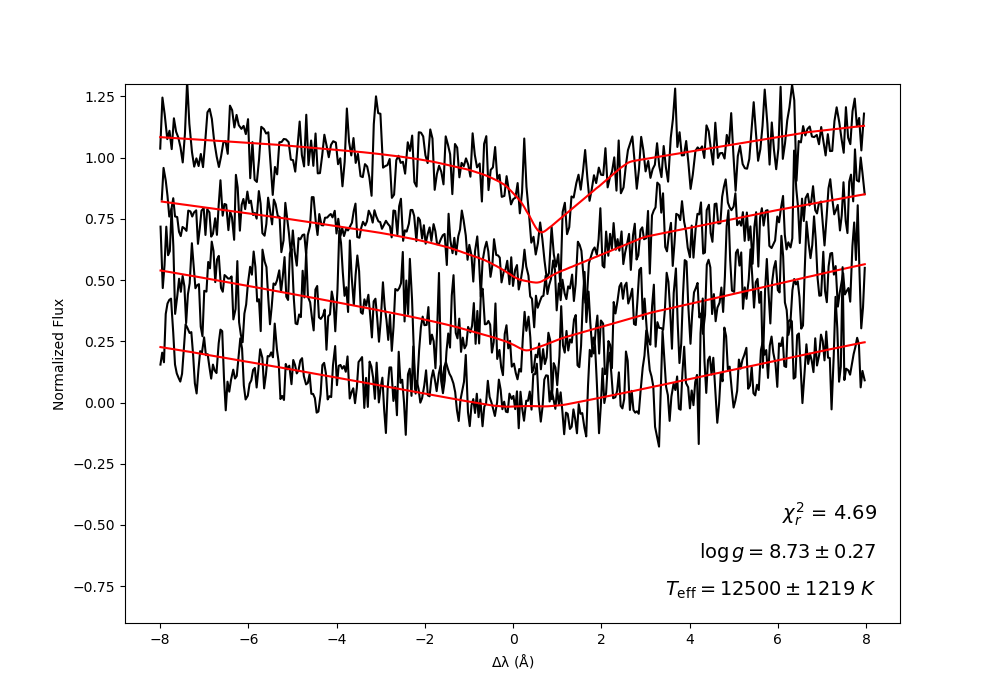 1.25
1.00
0.75
0.50
0.25
0.00
−0.25
−0.50
−0.75
Normalized Flux
χ²ᵣ = 4.69
log g = 8.73 ± 0.27
T_eff = 12500 ± 1219 K
−8 −6 −4 −2 0 2 4 6 8
Δλ (Å)